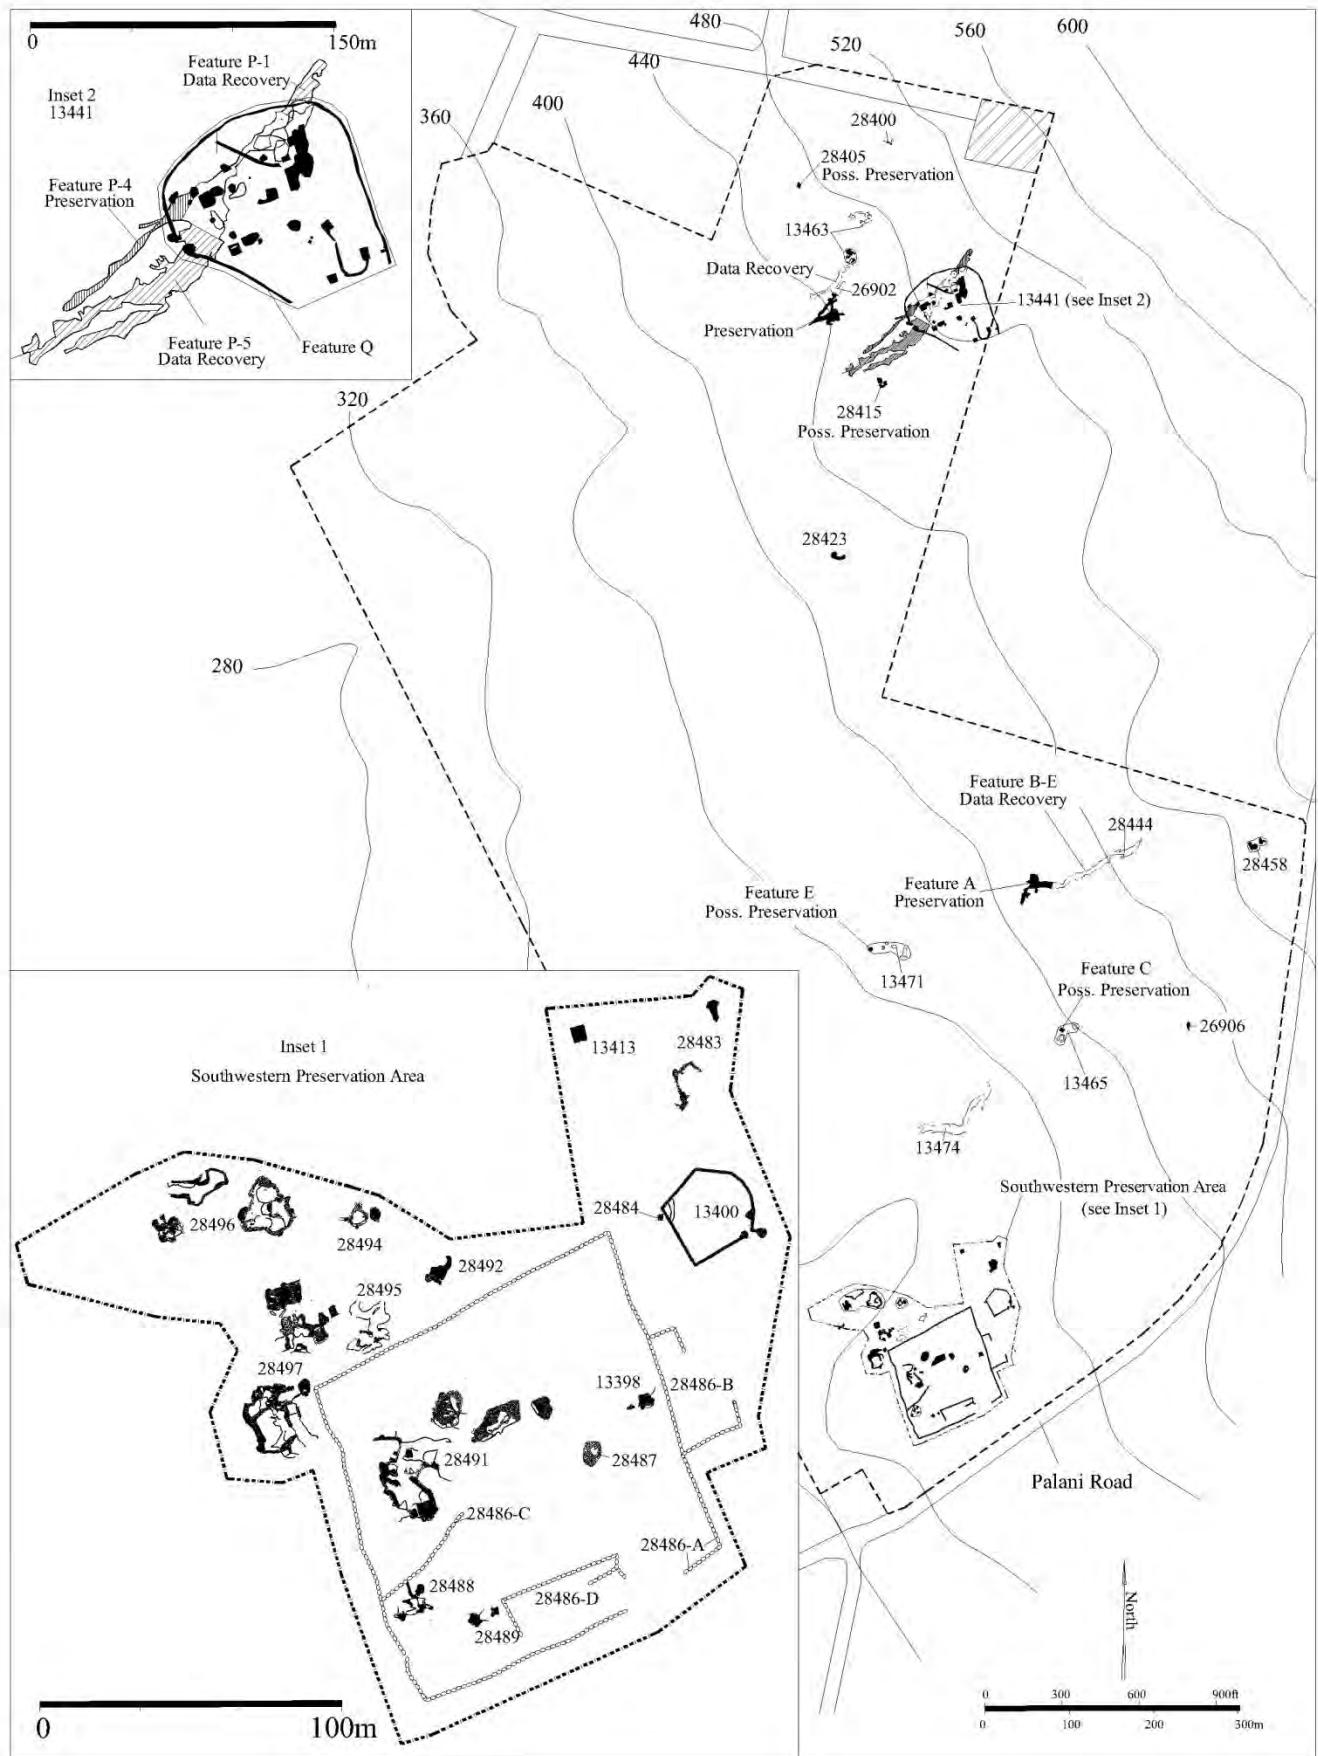 0
150m
Feature P-1
Data Recovery
Inset 2
13441
Feature P-4
Preservation
Feature P-5
Data Recovery
Feature Q
480
520
560
600
440
400
360
28400
28405
Poss. Preservation
13463
Data Recovery
26902
13441 (see Inset 2)
Preservation
28415
Poss. Preservation
320
28423
280
Feature B-E
Data Recovery
28444
28458
Feature A
Preservation
Feature E
Poss. Preservation
13471
Feature C
Poss. Preservation
26906
13465
13474
Southwestern Preservation Area
(see Inset 1)
Palani Road
North
0
300
600
900ft
0
100
200
300m
Inset 1
Southwestern Preservation Area
13413
28483
28484
13400
28496
28494
28492
28495
28497
13398
28486-B
28491
28487
28486-C
28486-A
28488
28486-D
28489
0
100m